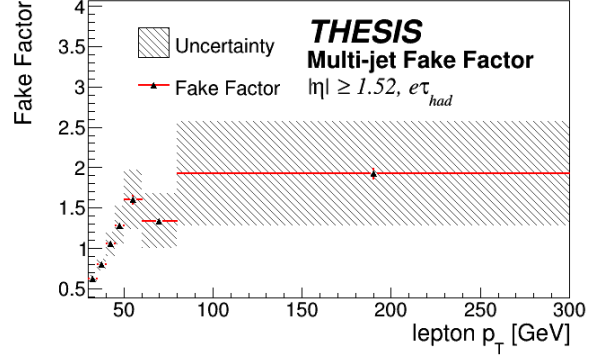 THESIS
Multi-jet Fake Factor
|η| ≥ 1.52, eτhad
Uncertainty
Fake Factor
Fake Factor
4
3.5
3
2.5
2
1.5
1
0.5
50 100 150 200 250 300
lepton pT [GeV]